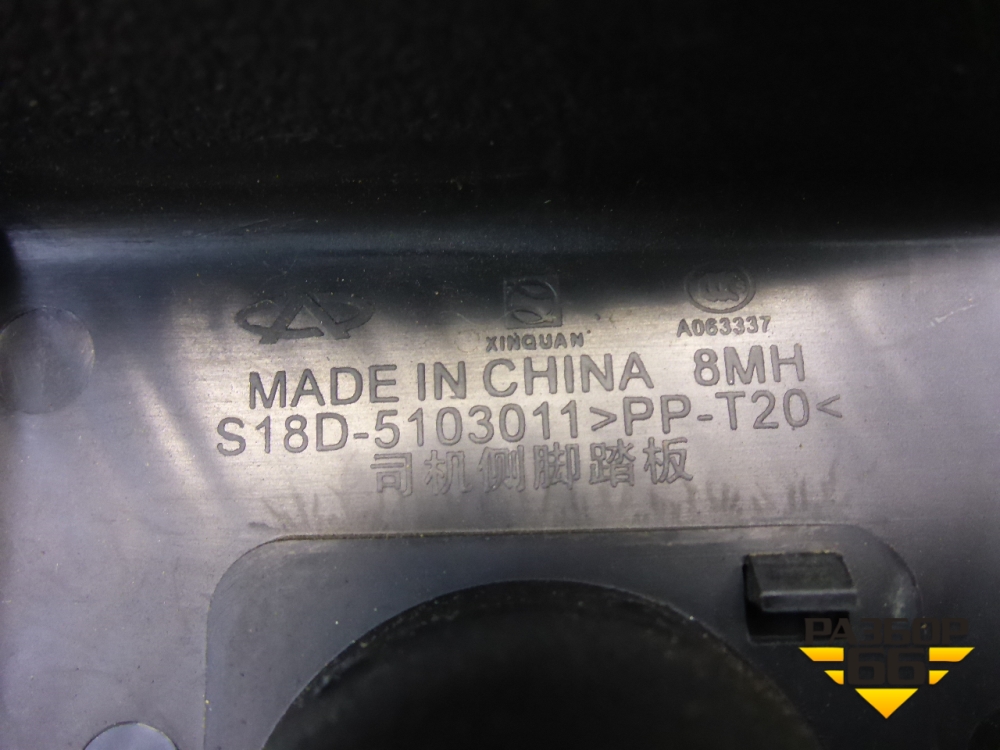 XINQUAN
A063337
MADE IN CHINA 8MH
S18D-5103011>PP-T20<
司机侧脚踏板
РАЗБОР
66